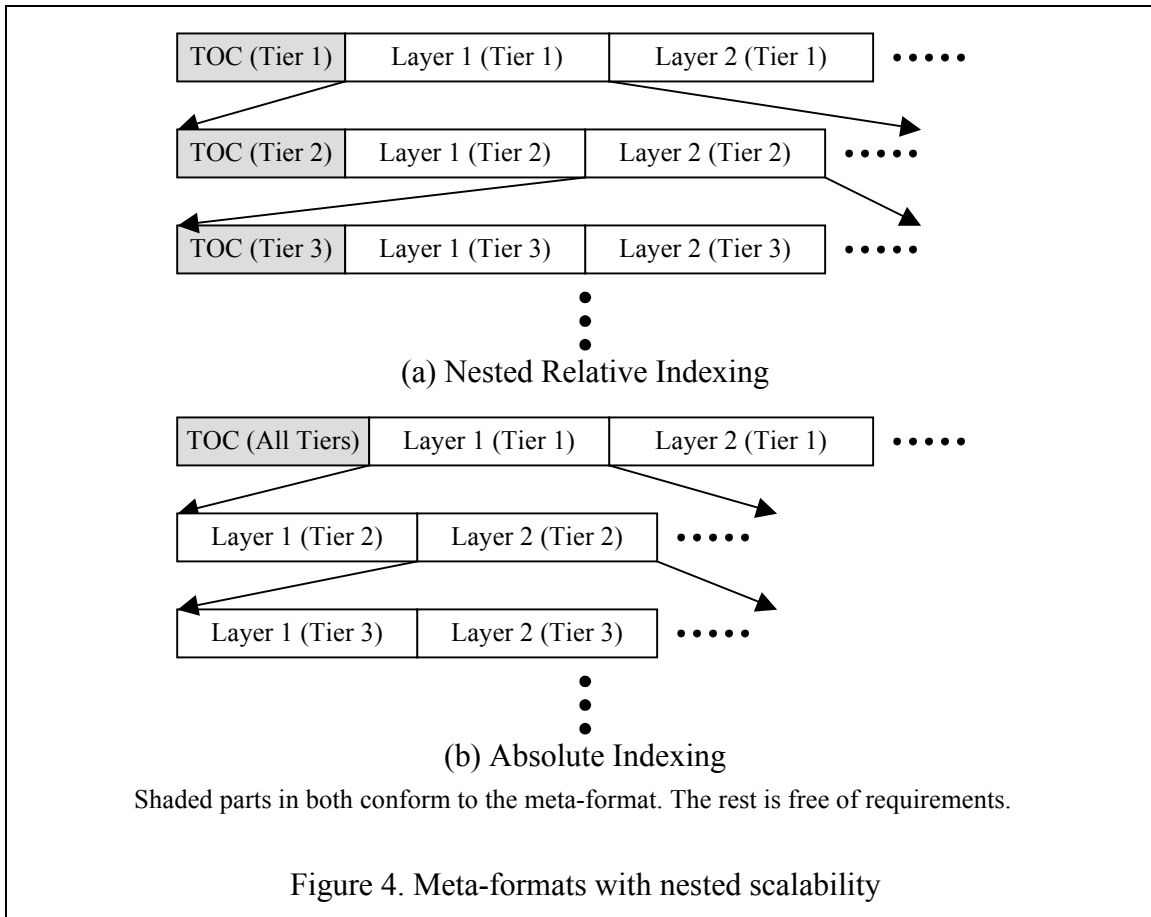 TOC (Tier 1) Layer 1 (Tier 1) Layer 2 (Tier 1)
TOC (Tier 2) Layer 1 (Tier 2) Layer 2 (Tier 2)
TOC (Tier 3) Layer 1 (Tier 3) Layer 2 (Tier 3)
(a) Nested Relative Indexing
TOC (All Tiers) Layer 1 (Tier 1) Layer 2 (Tier 1)
Layer 1 (Tier 2) Layer 2 (Tier 2)
Layer 1 (Tier 3) Layer 2 (Tier 3)
(b) Absolute Indexing
Shaded parts in both conform to the meta-format. The rest is free of requirements.
Figure 4. Meta-formats with nested scalability